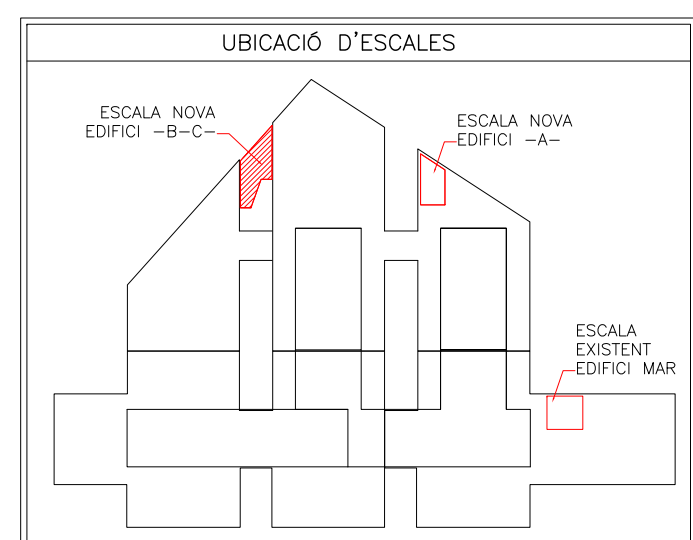 UBICACIÓ D'ESCALES
ESCALA NOVA
EDIFICI -B-C-
ESCALA NOVA
EDIFICI -A-
ESCALA
EXISTENT
EDIFICI MAR